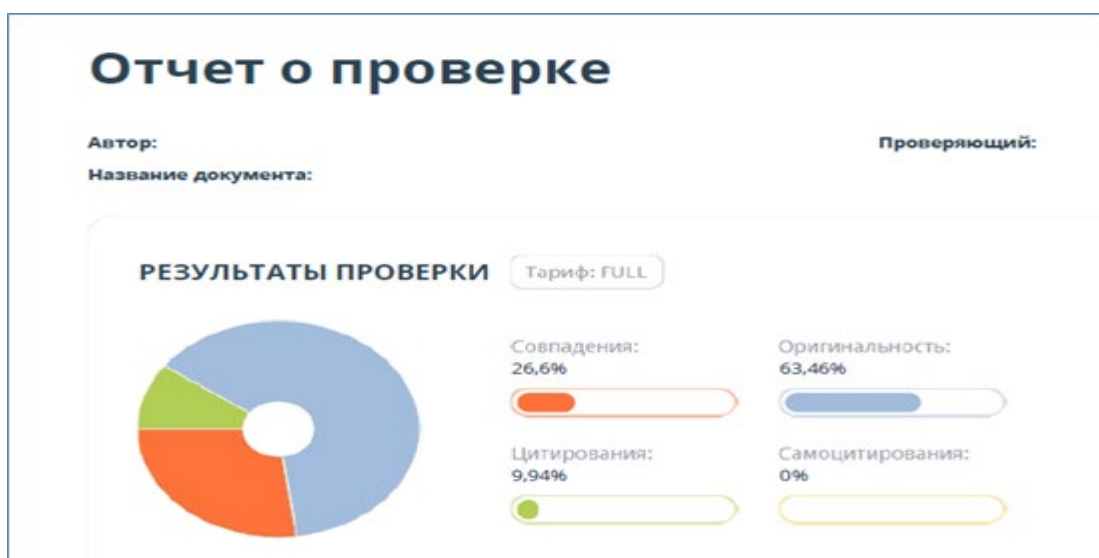 Отчет о проверке
Автор:
Проверяющий:
Название документа:
РЕЗУЛЬТАТЫ ПРОВЕРКИ
Тариф: FULL
Совпадения:
26,6%
Оригинальность:
63,46%
Цитирования:
9,94%
Самоцитирования:
0%